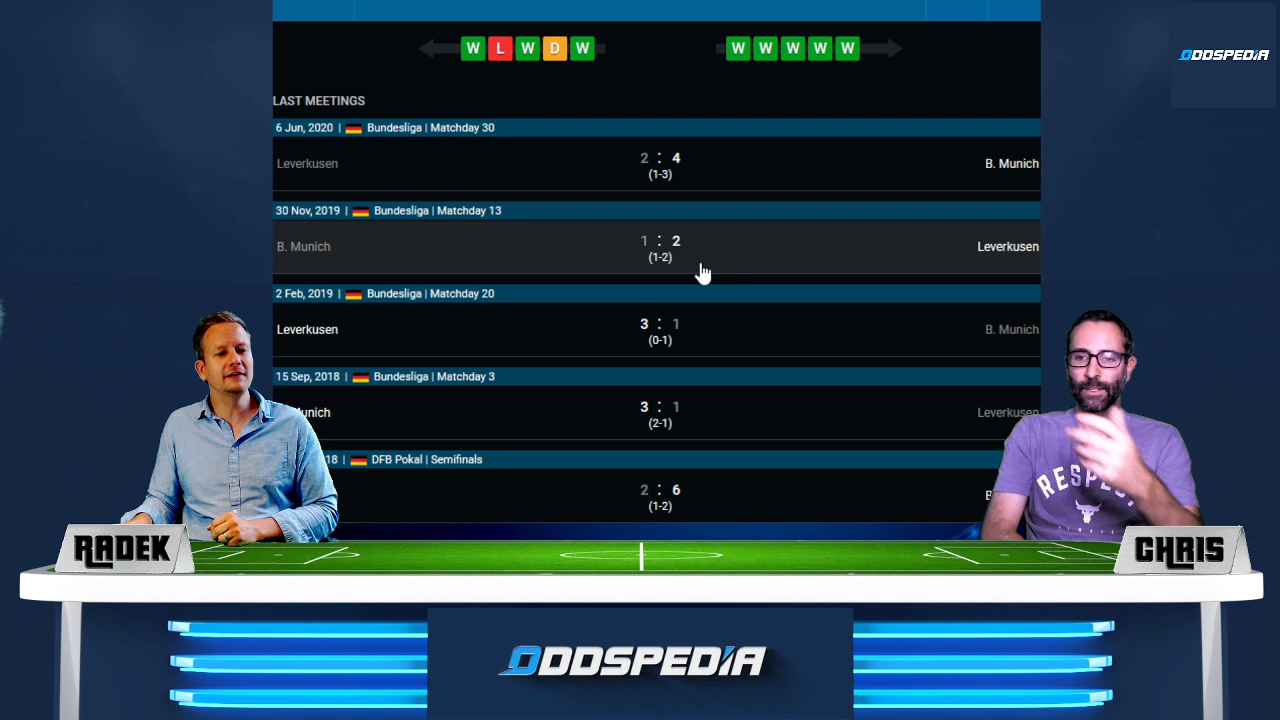 W L W D W W W W W W
ODDSPEDIA
LAST MEETINGS
6 Jun, 2020 | Bundesliga | Matchday 30
Leverkusen 2 : 4 B. Munich
(1-3)
30 Nov, 2019 | Bundesliga | Matchday 13
B. Munich 1 : 2 Leverkusen
(1-2)
2 Feb, 2019 | Bundesliga | Matchday 20
Leverkusen 3 : 1 B. Munich
(0-1)
15 Sep, 2018 | Bundesliga | Matchday 3
Munich 3 : 1 Leverkusen
(2-1)
18 | DFB Pokal | Semifinals
2 : 6 B
(1-2)
RESPECT
RADEK
CHRIS
ODDSPEDIA